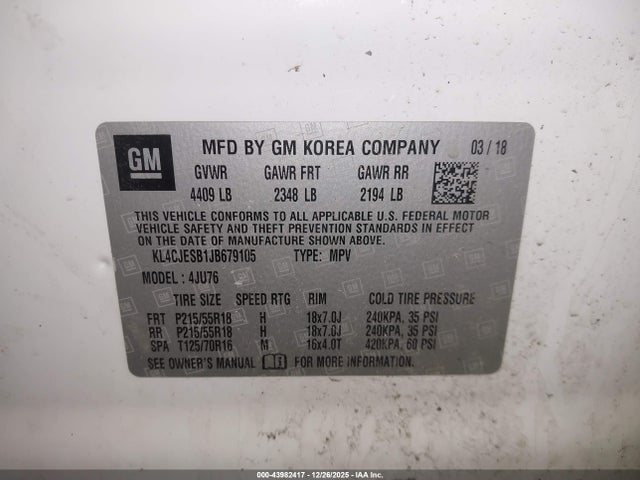 GM
MFD BY GM KOREA COMPANY 03 / 18
GVWR GAWR FRT GAWR RR
4409 LB 2348 LB 2194 LB
THIS VEHICLE CONFORMS TO ALL APPLICABLE U.S. FEDERAL MOTOR
VEHICLE SAFETY AND THEFT PREVENTION STANDARDS IN EFFECT
ON THE DATE OF MANUFACTURE SHOWN ABOVE.
KL4CJESB1JB679105 TYPE: MPV
MODEL : 4JU76
TIRE SIZE SPEED RTG RIM COLD TIRE PRESSURE
FRT P215/55R18 H 18x7.0J 240KPA, 35 PSI
RR P215/55R18 H 18x7.0J 240KPA, 35 PSI
SPA T125/70R16 M 16x4.0T 420KPA, 60 PSI
SEE OWNER'S MANUAL FOR MORE INFORMATION.
000-43982417 - 12/26/2025 - IAA Inc.